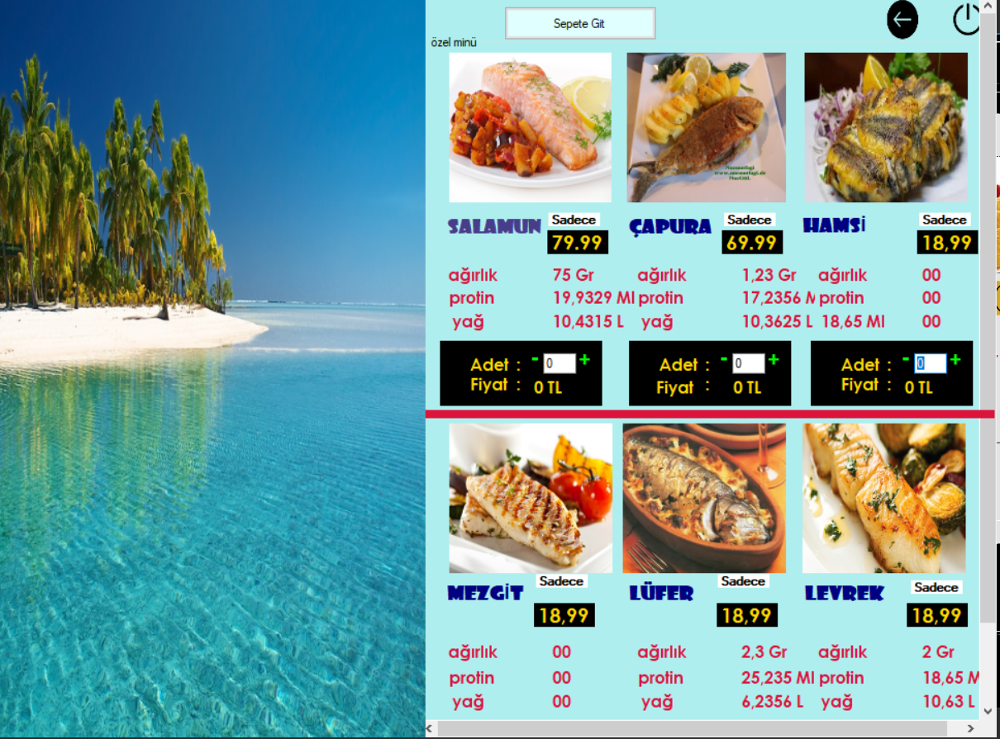 Sepete Git
özel minü
Nurmutfagi
www.nurmutfagi.de
NurGüL
SALAMUN Sadece ÇAPURA Sadece HAMSİ Sadece
79.99 69.99 18,99
ağırlık 75 Gr ağırlık 1,23 Gr ağırlık 00
protin 19,9329 Ml protin 17,2356 M protin 00
yağ 10,4315 L yağ 10,3625 L 18,65 Ml 00
Adet : - 0 + Adet : - 0 + Adet : - 0 +
Fiyat : 0 TL Fiyat : 0 TL Fiyat : 0 TL
MEZGİT Sadece LÜFER Sadece LEVREK Sadece
18,99 18,99 18,99
ağırlık 00 ağırlık 2,3 Gr ağırlık 2 Gr
protin 00 protin 25,235 Ml protin 18,65 M
yağ 00 yağ 6,2356 L yağ 10,63 L